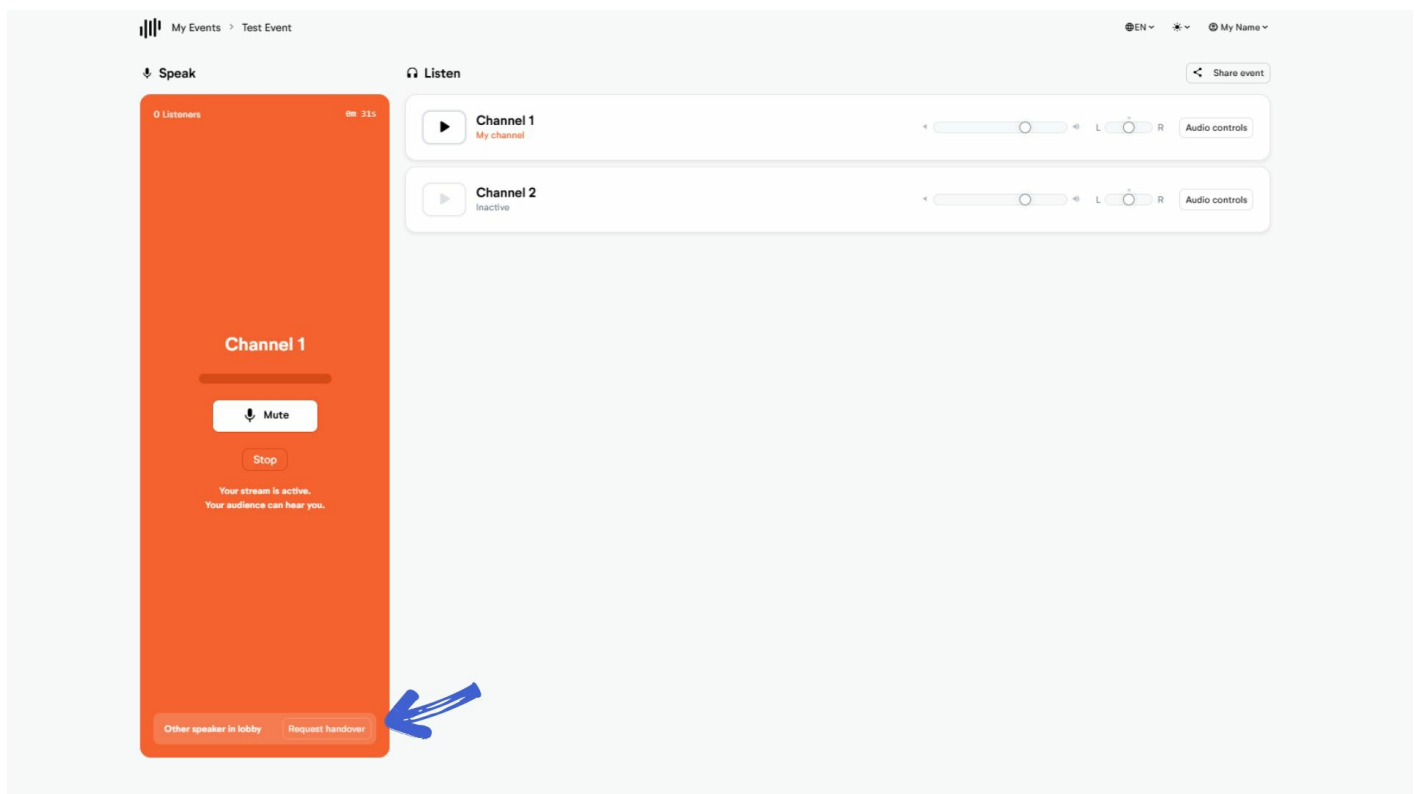 My Events > Test Event
EN
My Name
Speak
Listen
Share event
0 Listeners
0m 31s
Channel 1
Mute
Stop
Your stream is active.
Your audience can hear you.
Other speaker in lobby
Request handover
Channel 1
My channel
L
R
Audio controls
Channel 2
Inactive
L
R
Audio controls